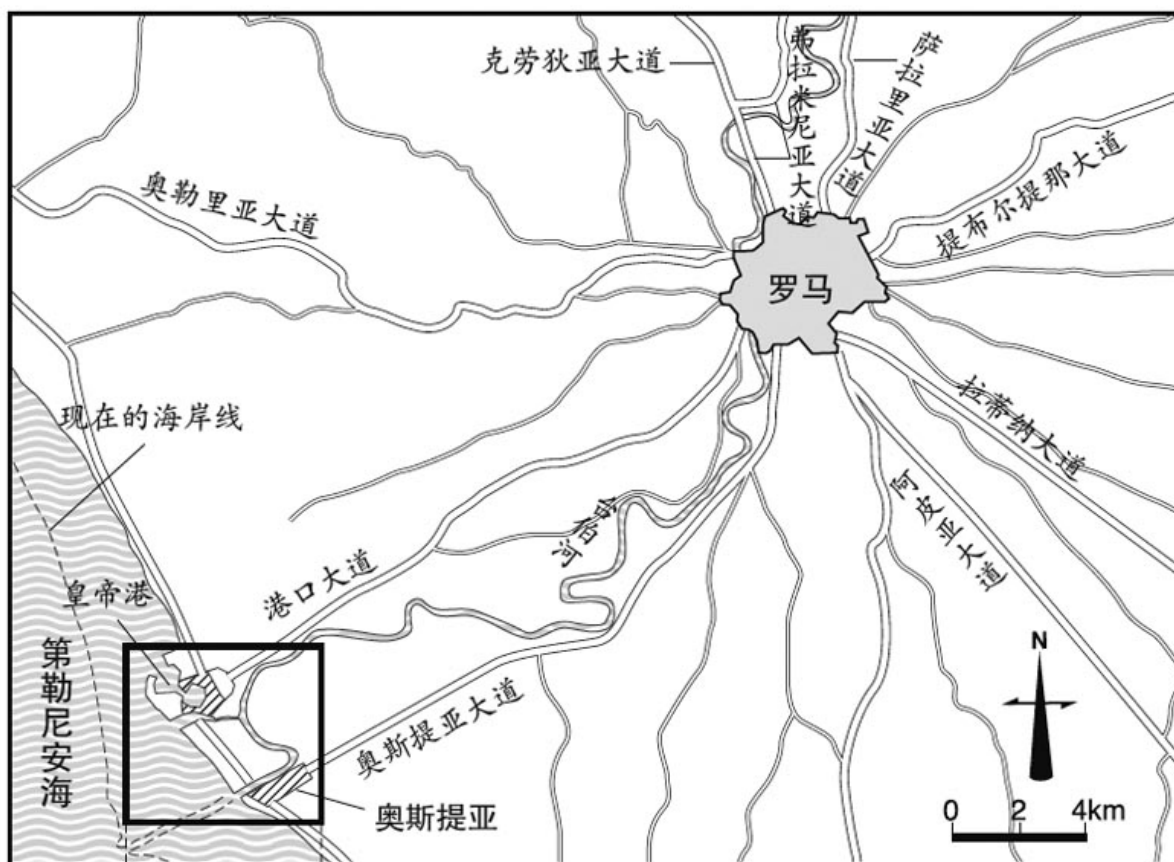 克劳狄亚大道
弗拉米尼亚大道
萨拉里亚大道
奥勒里亚大道
提布尔提那大道
罗马
现在的海岸线
拉蒂纳大道
台伯河
阿皮亚大道
港口大道
皇帝港
第勒尼安海
奥斯提亚大道
奥斯提亚
N
0 2 4km